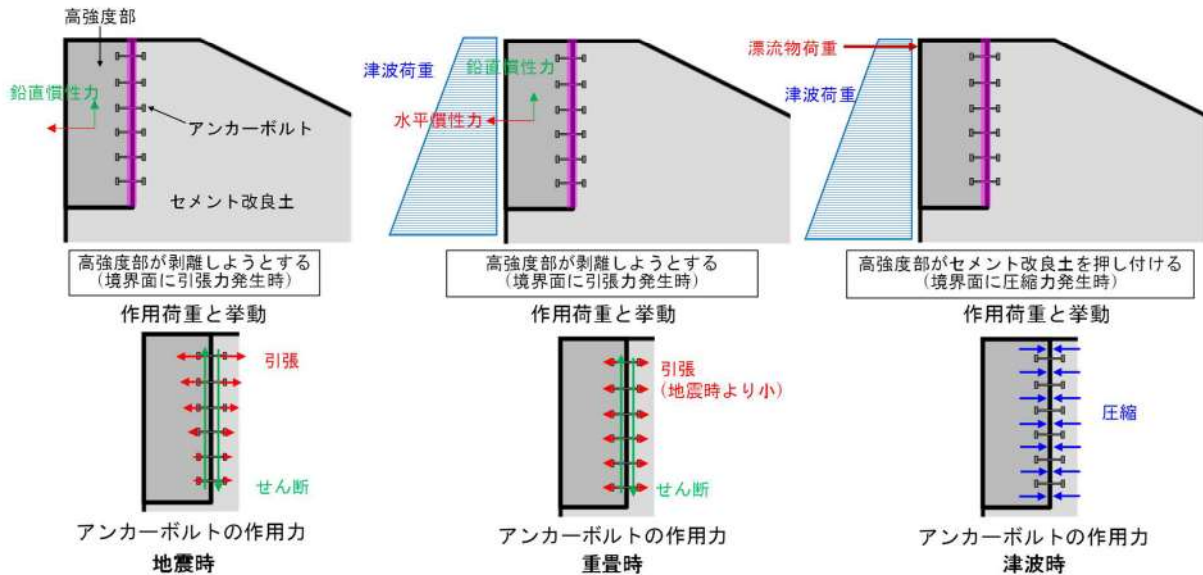 高強度部
鉛直慣性力
アンカーボルト
セメント改良土
高強度部が剥離しようとする
(境界面に引張力発生時)
作用荷重と挙動
引張
せん断
アンカーボルトの作用力
地震時
津波荷重
鉛直慣性力
水平慣性力
高強度部が剥離しようとする
(境界面に引張力発生時)
作用荷重と挙動
引張
(地震時より小)
せん断
アンカーボルトの作用力
重畳時
漂流物荷重
津波荷重
高強度部がセメント改良土を押し付ける
(境界面に圧縮力発生時)
作用荷重と挙動
圧縮
アンカーボルトの作用力
津波時